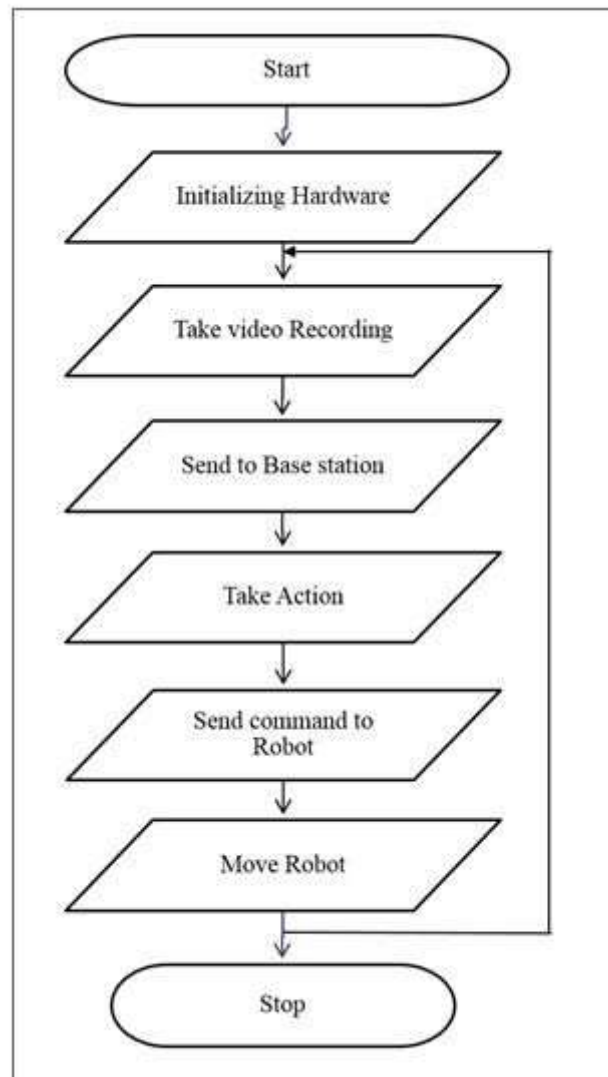 Start
Initializing Hardware
Take video Recording
Send to Base station
Take Action
Send command to
Robot
Move Robot
Stop